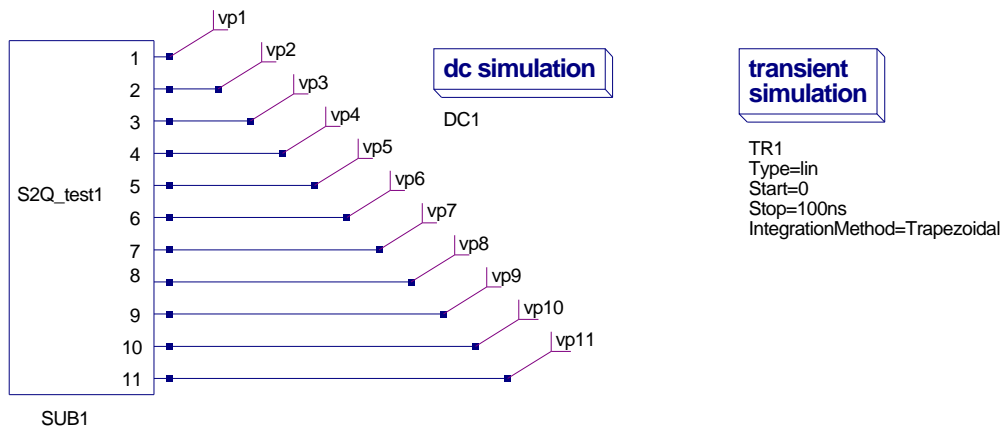 vp1
1
vp2
2
vp3
3
vp4
4
vp5
5
S2Q_test1
vp6
6
vp7
7
vp8
8
vp9
9
vp10
10
vp11
11
SUB1
dc simulation
DC1
transient
simulation
TR1
Type=lin
Start=0
Stop=100ns
IntegrationMethod=Trapezoidal